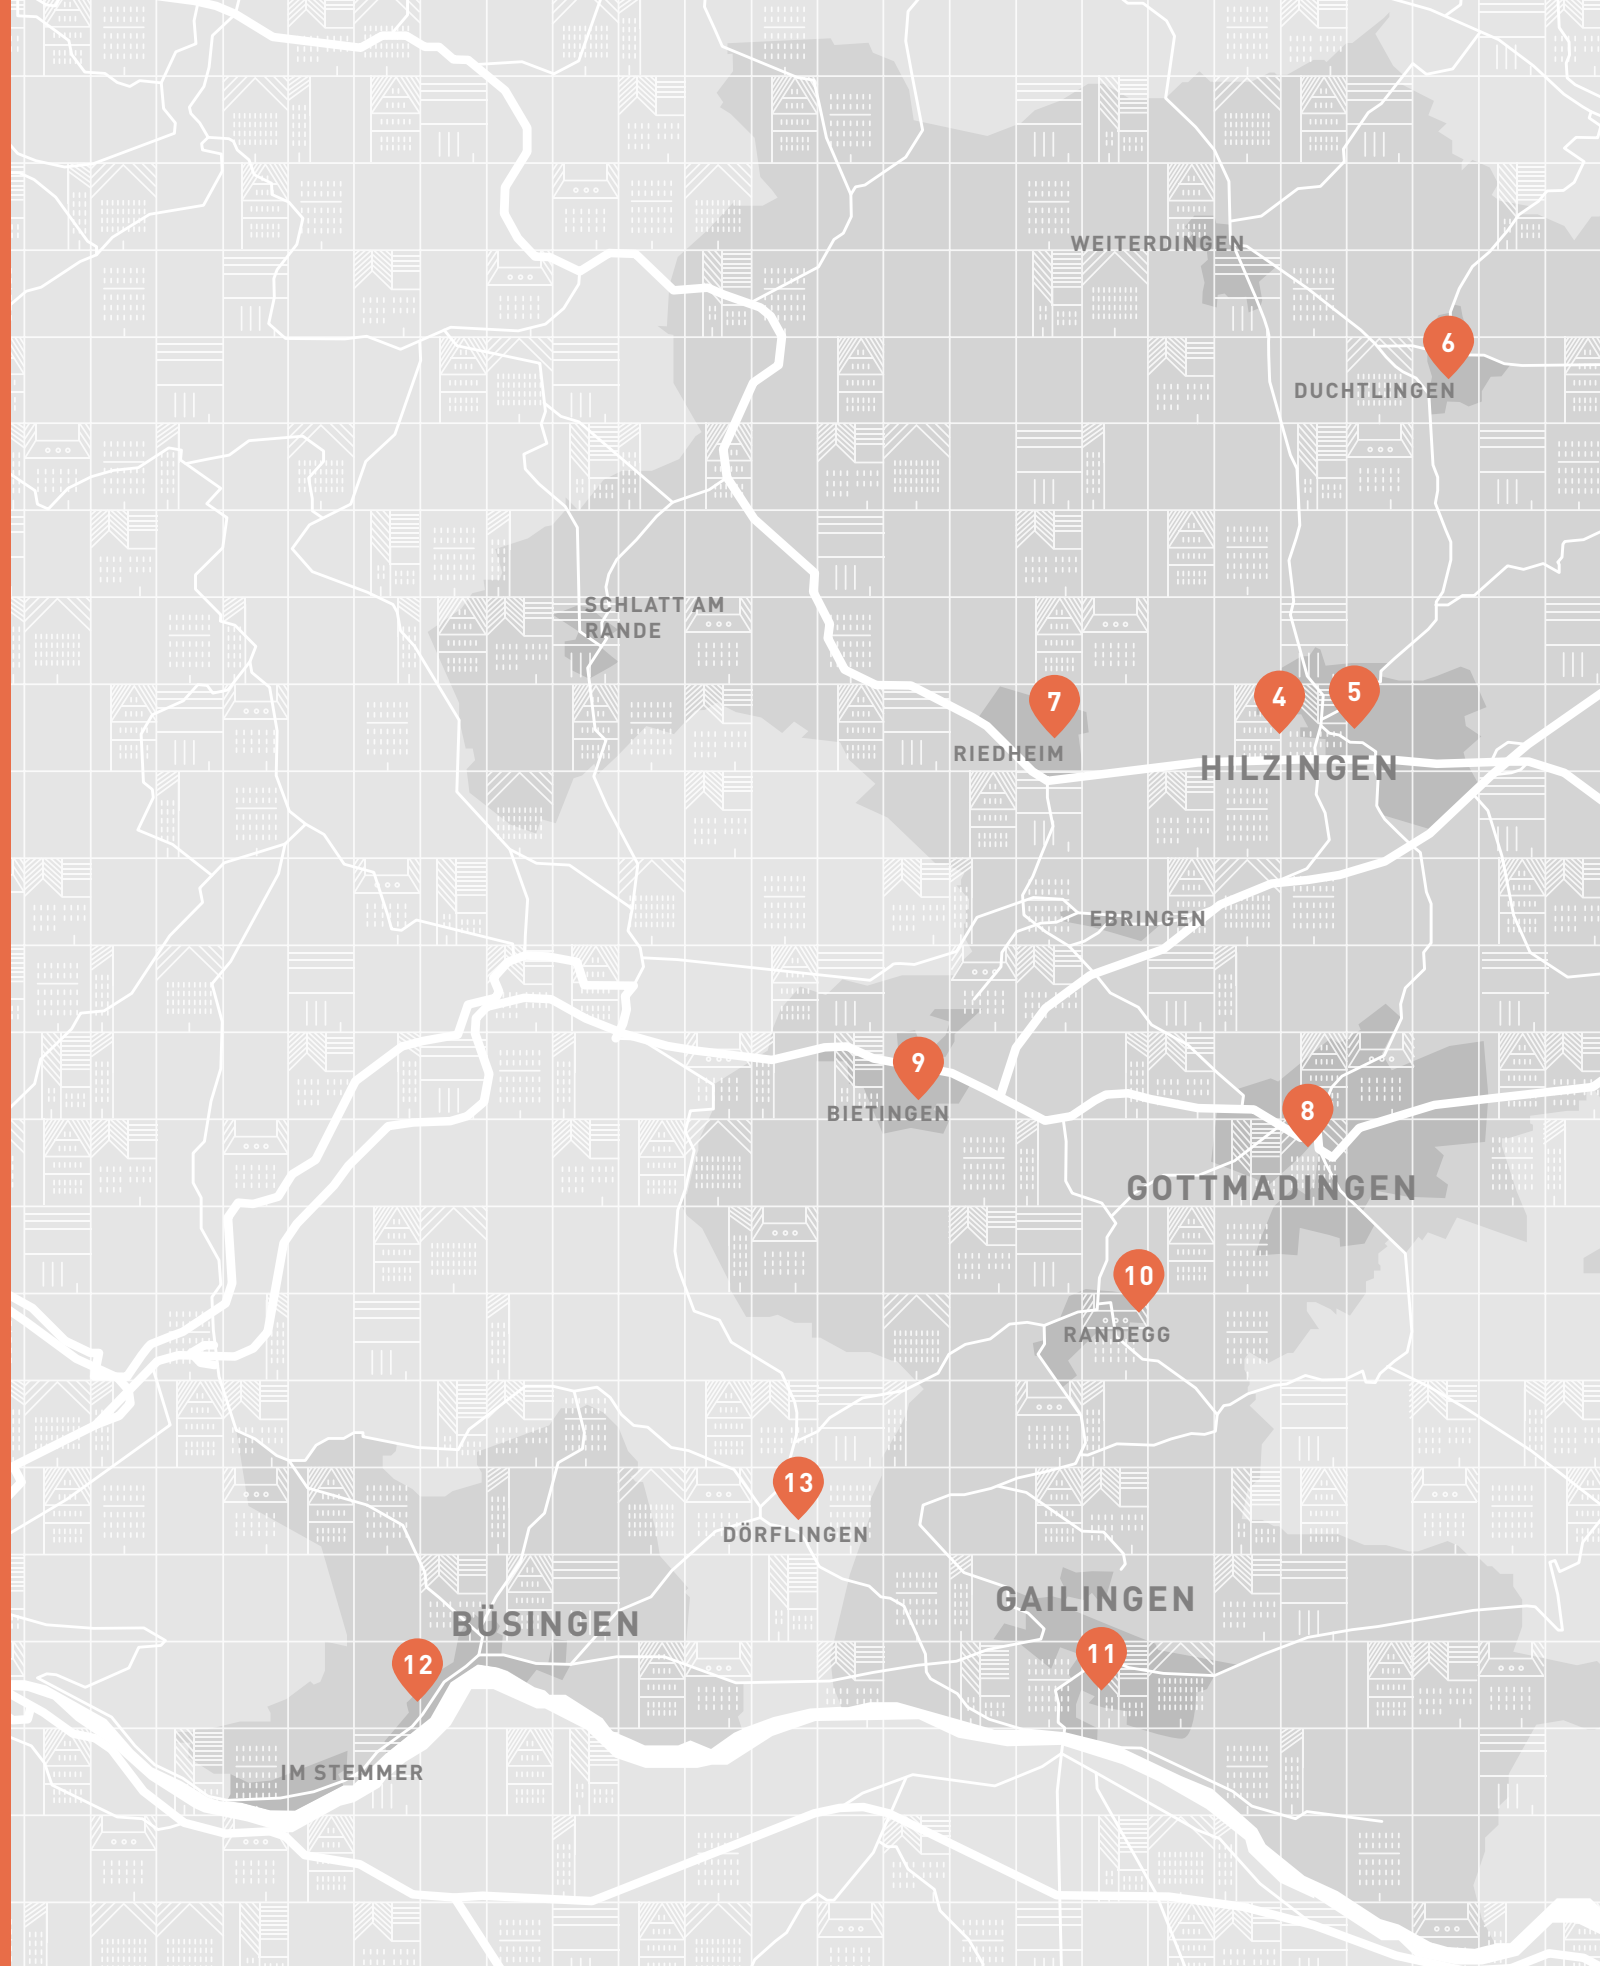 WEITERDINGEN
6
DUCHTLINGEN
SCHLATT AM
RANDE
7
4
5
RIEDHEIM
HILZINGEN
EBRINGEN
9
BIETINGEN
8
GOTTMADINGEN
10
RANDEGG
13
DÖRFLINGEN
GAILINGEN
BÜSINGEN
11
12
IM STEMMER